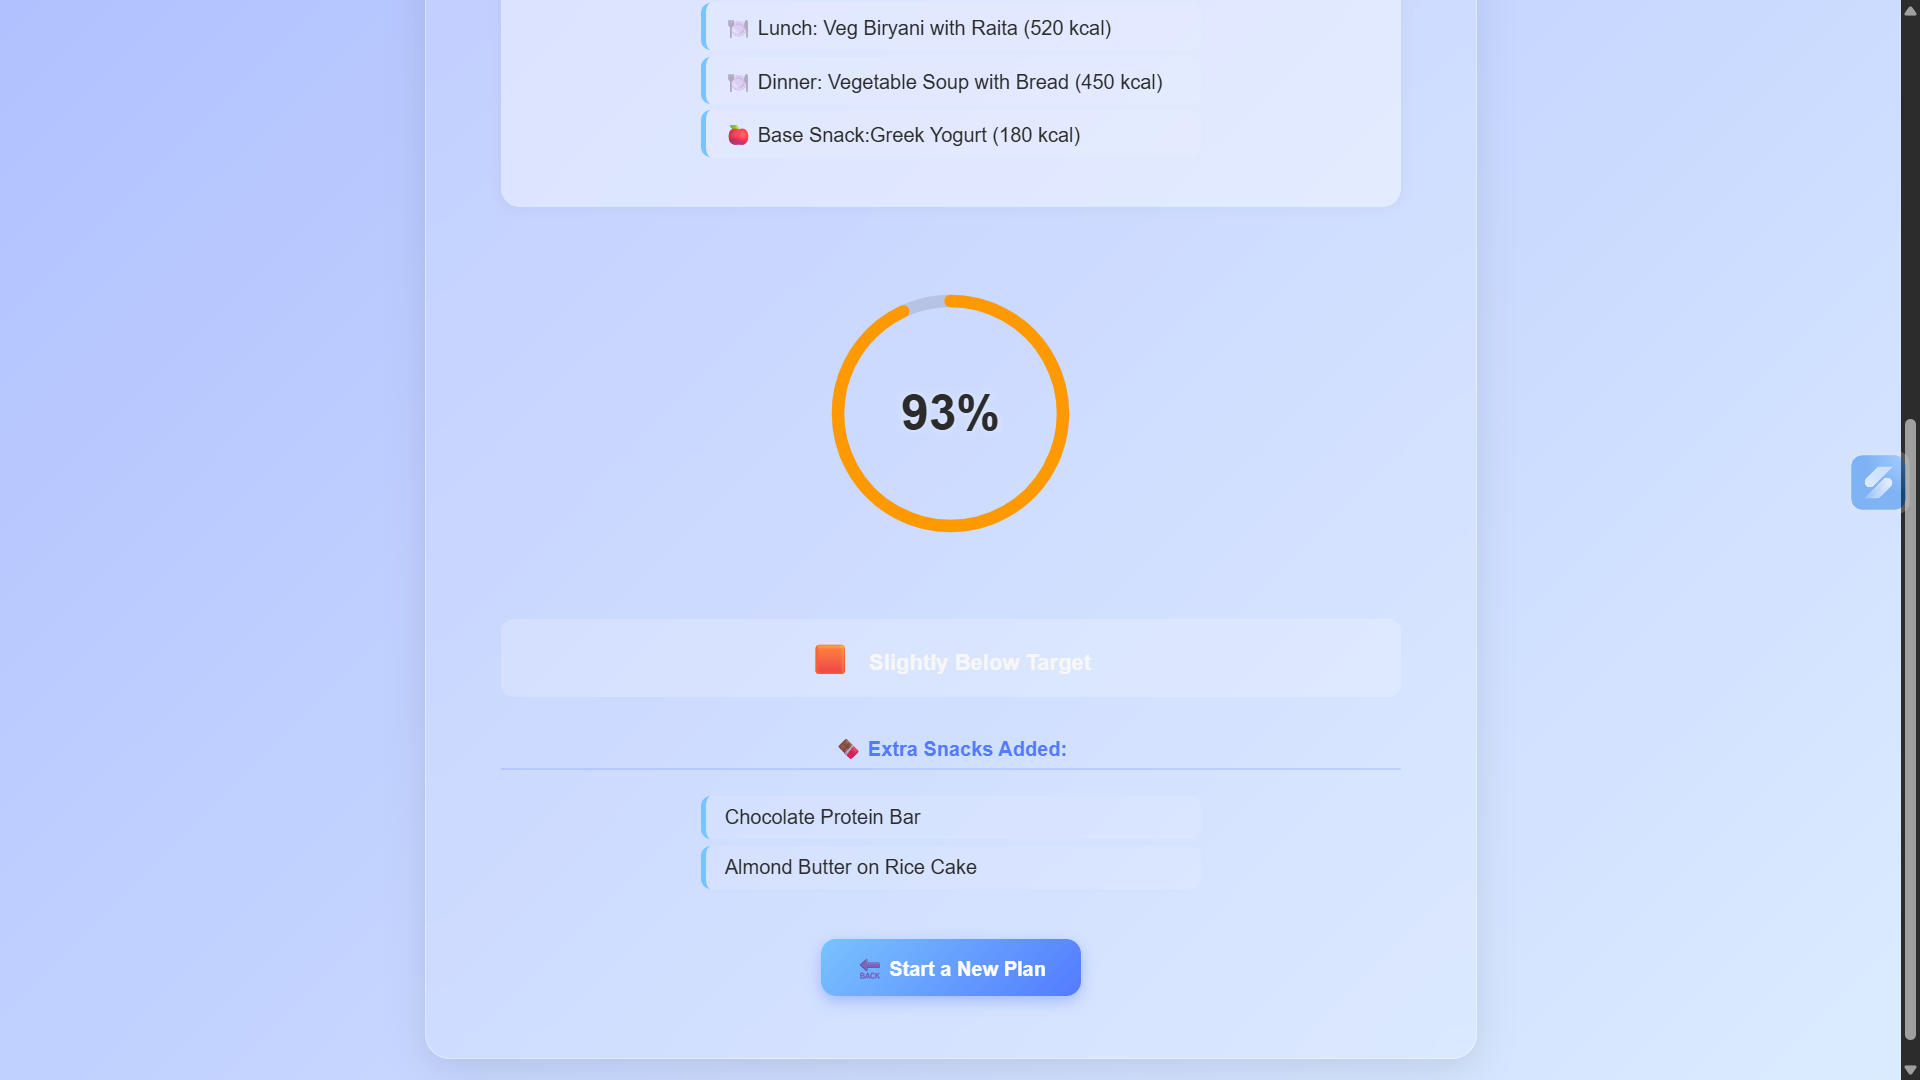 Lunch: Veg Biryani with Raita (520 kcal)
Dinner: Vegetable Soup with Bread (450 kcal)
Base Snack:Greek Yogurt (180 kcal)
93%
Slightly Below Target
Extra Snacks Added:
Chocolate Protein Bar
Almond Butter on Rice Cake
BACK Start a New Plan